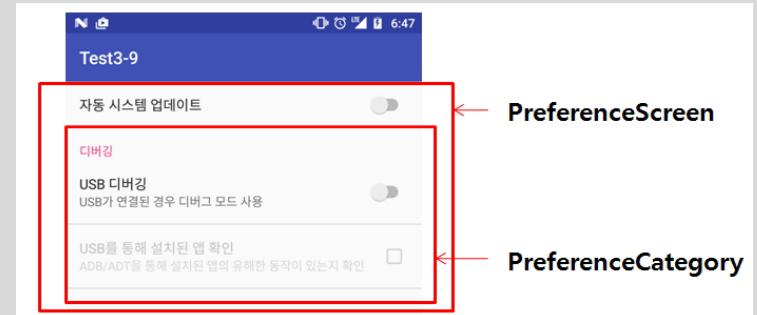 N LTE 6:47
Test3-9
자동 시스템 업데이트
PreferenceScreen
디버깅
USB 디버깅
USB가 연결된 경우 디버그 모드 사용
USB를 통해 설치된 앱 확인
ADB/ADT을 통해 설치된 앱의 유해한 동작이 있는지 확인
PreferenceCategory